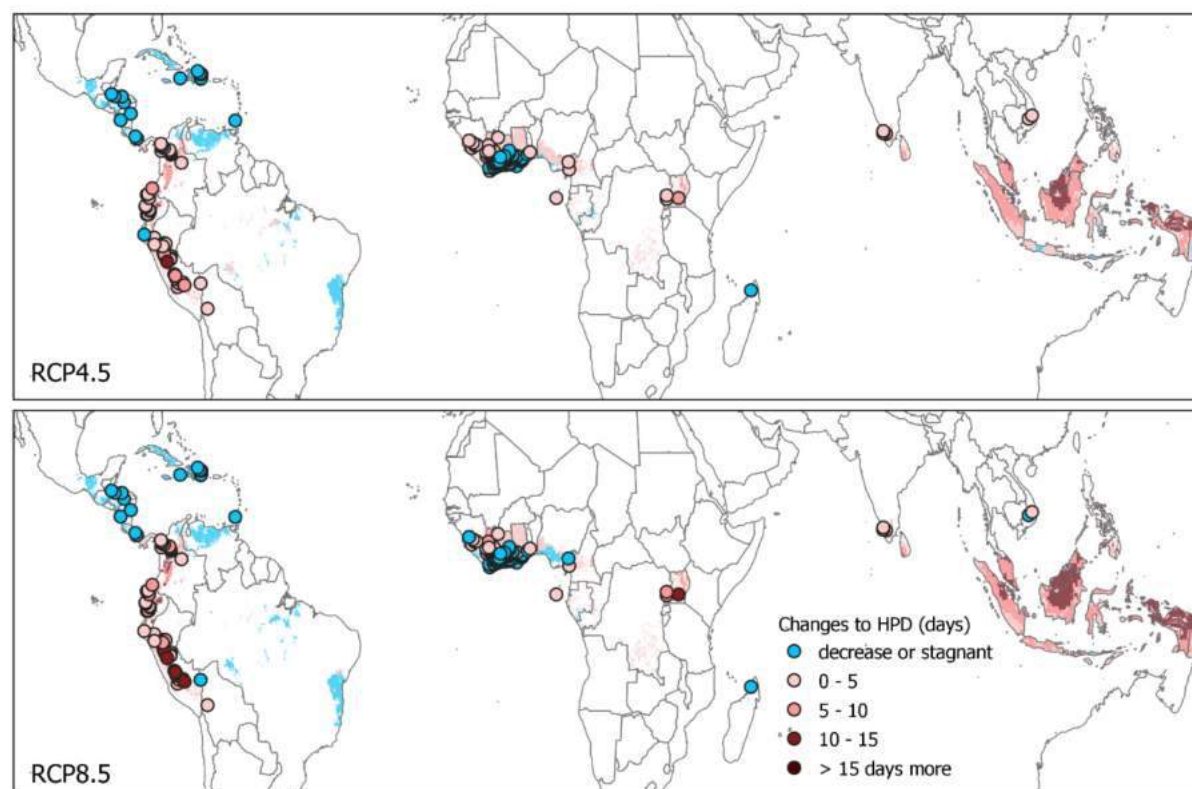 RCP4.5
RCP8.5
Changes to HPD (days)
decrease or stagnant
0 - 5
5 - 10
10 - 15
> 15 days more